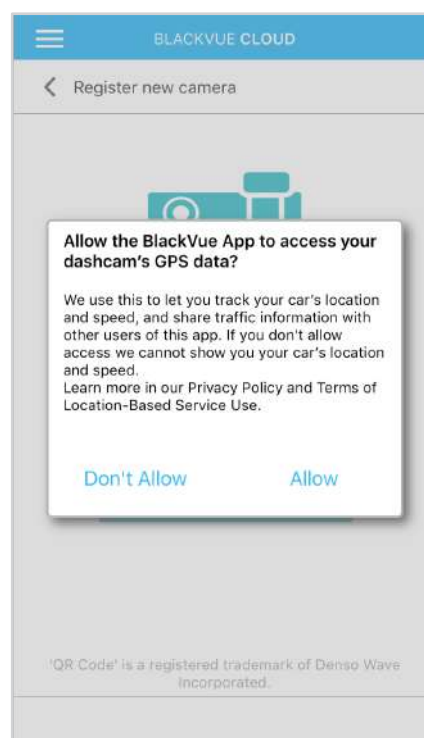 BLACKVUE CLOUD
Register new camera
Allow the BlackVue App to access your
dashcam's GPS data?
We use this to let you track your car's location
and speed, and share traffic information with
other users of this app. If you don't allow
access we cannot show you your car's location
and speed.
Learn more in our Privacy Policy and Terms of
Location-Based Service Use.
Don't Allow Allow
'QR Code' is a registered trademark of Denso Wave
Incorporated.